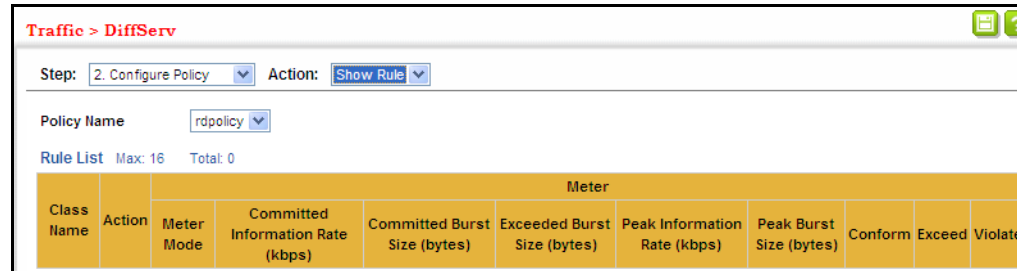 Traffic > DiffServ
Step: 2. Configure Policy Action: Show Rule
Policy Name rdpolicy
Rule List Max: 16 Total: 0
Meter
Class Name Action Meter Mode Committed Information Rate (kbps) Committed Burst Size (bytes) Exceeded Burst Size (bytes) Peak Information Rate (kbps) Peak Burst Size (bytes) Conform Exceed Violate